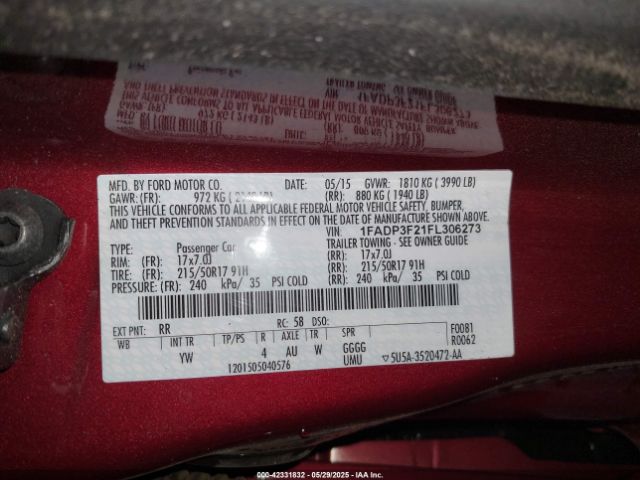 MFD. BY FORD MOTOR CO. DATE: 05/15 GVWR: 1810 KG ( 3990 LB)
GAWR: (FR): 972 KG ( LB) (RR): 880 KG ( 1940 LB)
THIS VEHICLE CONFORMS TO ALL APPLICABLE FEDERAL MOTOR VEHICLE SAFETY, BUMPER,
AND THEFT PREVENTION STANDARDS IN EFFECT ON THE DATE OF MANUFACTURE SHOWN ABOVE.
VIN: 1FADP3F21FL306273
TYPE: Passenger Car TRAILER TOWING - SEE OWNER GUIDE
RIM: (FR): 17x7.0J (RR): 17x7.0J
TIRE: (FR): 215/50R17 91H (RR): 215/50R17 91H
PRESSURE: (FR): 240 kPa/ 35 PSI COLD (RR): 240 kPa/ 35 PSI COLD
EXT PNT: RR RC: 58 DSO: F0081
WB INT TR TP/PS R AXLE TR SPR R0062
YW 4 AU W GGGG
UMU ▽5U5A-3520472-AA
1201505040576
000-42331832 - 05/29/2025 - IAA Inc.